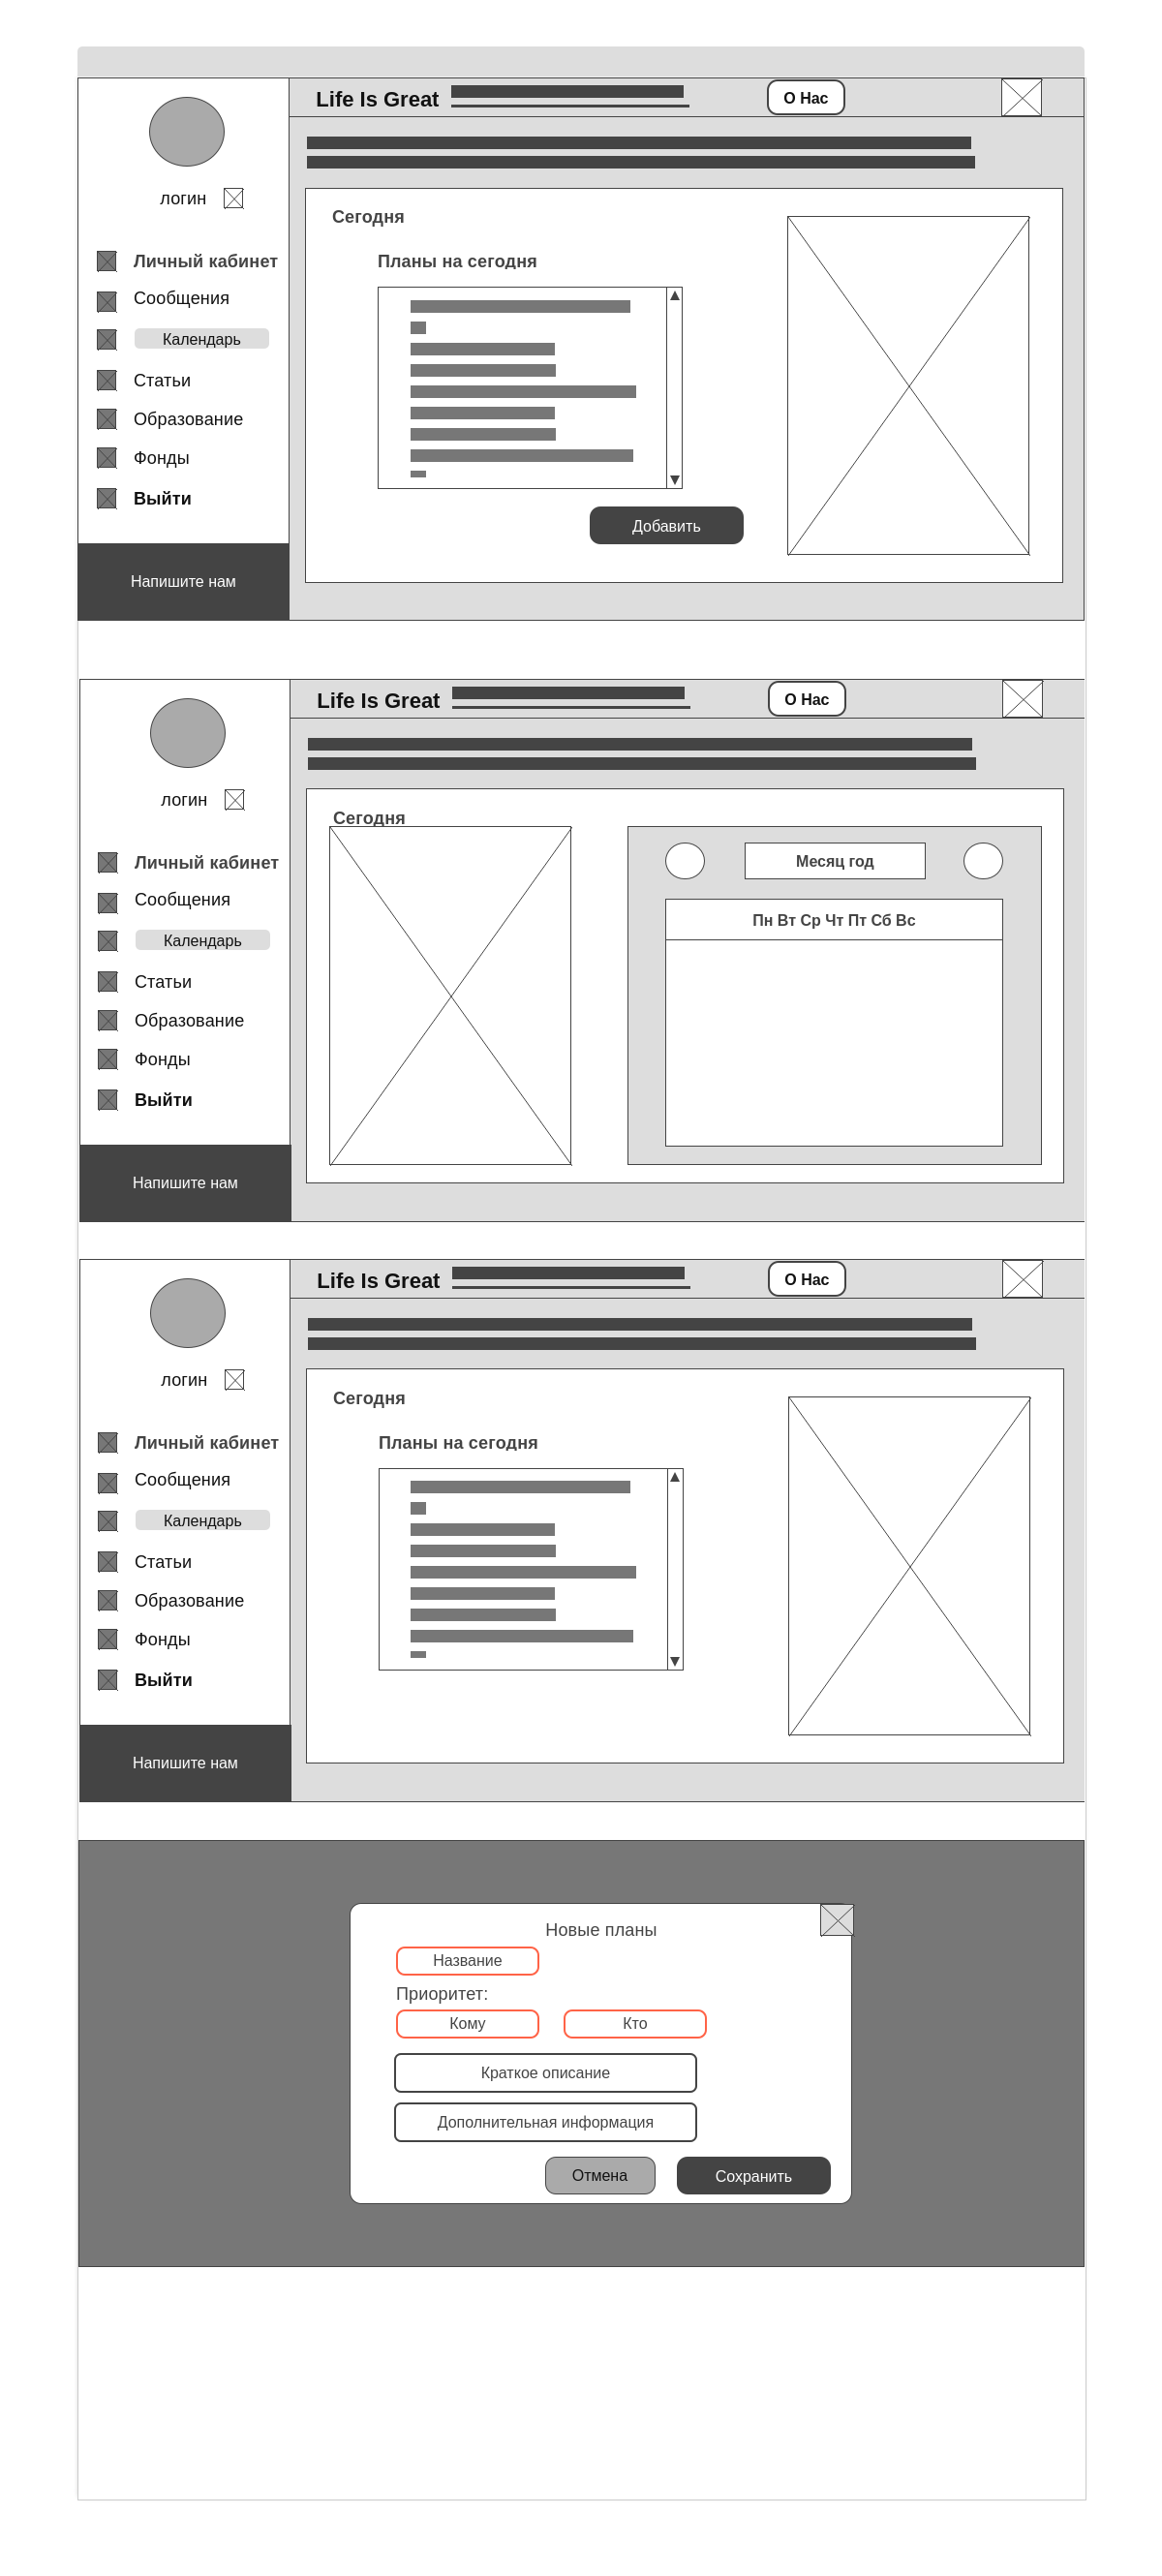 Life Is Great
О Нас
логин
Сегодня
Личный кабинет
Планы на сегодня
Сообщения
Календарь
Статьи
Образование
Фонды
Выйти
Добавить
Напишите нам
Life Is Great
О Нас
логин
Сегодня
Личный кабинет
Месяц год
Сообщения
Пн Вт Ср Чт Пт Сб Вс
Календарь
Статьи
Образование
Фонды
Выйти
Напишите нам
Life Is Great
О Нас
логин
Сегодня
Личный кабинет
Планы на сегодня
Сообщения
Календарь
Статьи
Образование
Фонды
Выйти
Напишите нам
Новые планы
Название
Приоритет:
Кому
Кто
Краткое описание
Дополнительная информация
Отмена
Сохранить